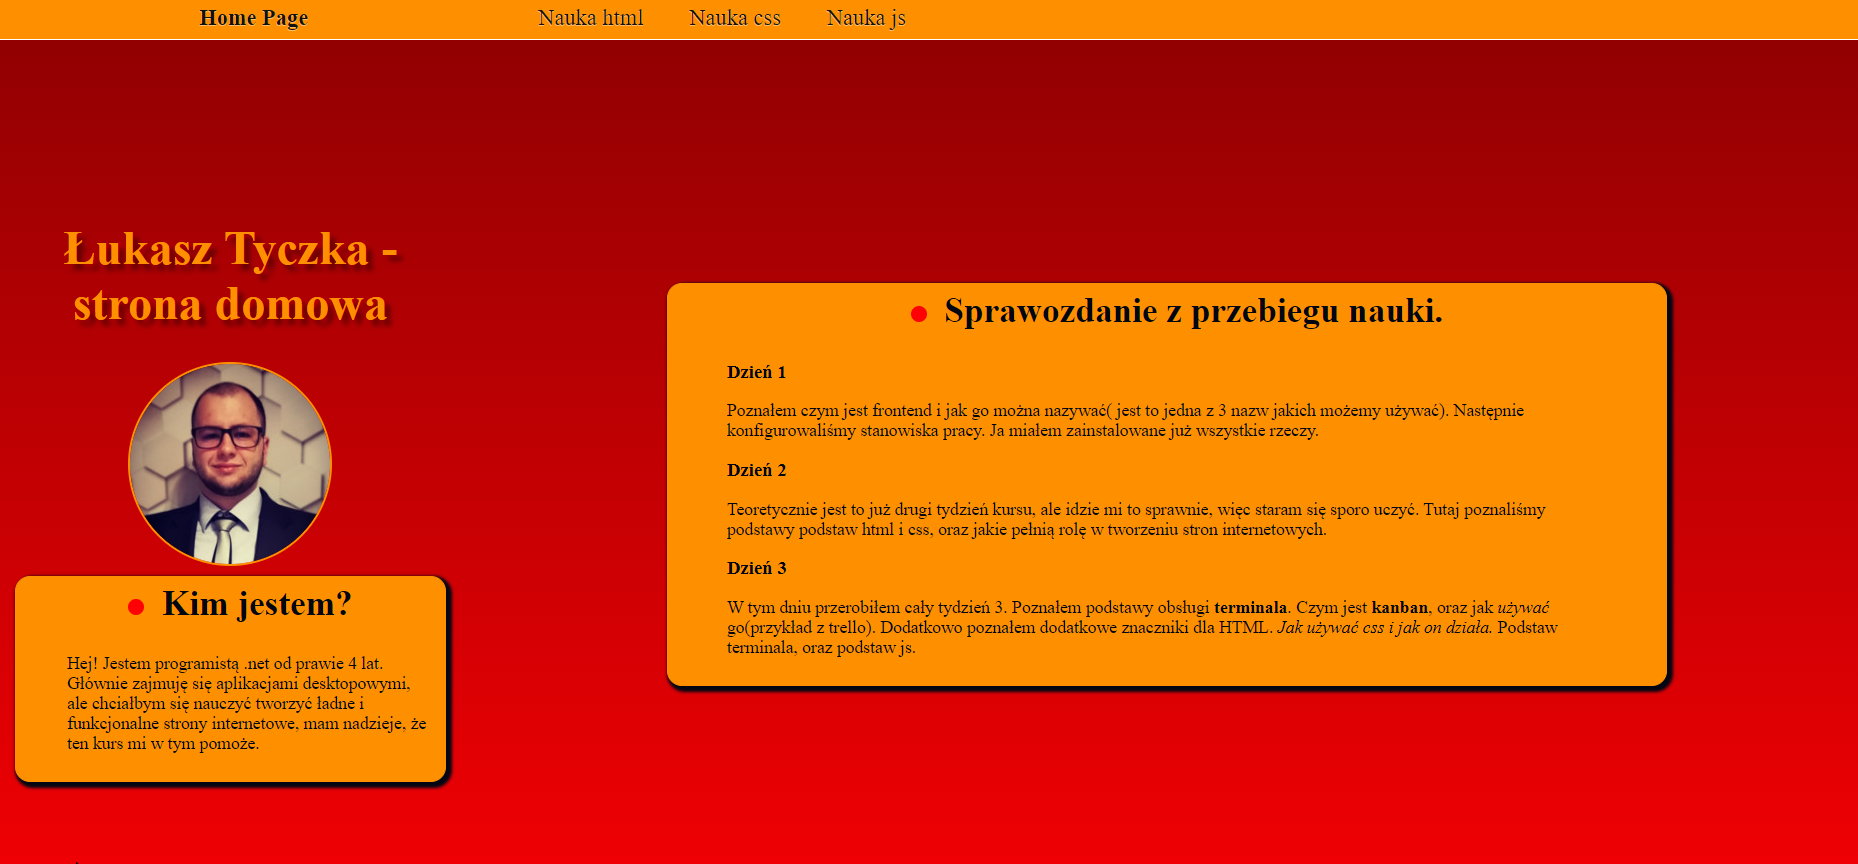 Home Page
Nauka html
Nauka css
Nauka js
Łukasz Tyczka -
strona domowa
Kim jestem?
Hej! Jestem programistą .net od prawie 4 lat.
Głównie zajmuję się aplikacjami desktopowymi,
ale chciałbym się nauczyć tworzyć ładne i
funkcjonalne strony internetowe, mam nadzieje, że
ten kurs mi w tym pomoże.
Sprawozdanie z przebiegu nauki.
Dzień 1
Poznałem czym jest frontend i jak go można nazywać( jest to jedna z 3 nazw jakich możemy używać). Następnie
konfigurowaliśmy stanowiska pracy. Ja miałem zainstalowane już wszystkie rzeczy.
Dzień 2
Teoretycznie jest to już drugi tydzień kursu, ale idzie mi to sprawnie, więc staram się sporo uczyć. Tutaj poznaliśmy
podstawy podstaw html i css, oraz jakie pełnią rolę w tworzeniu stron internetowych.
Dzień 3
W tym dniu przerobiłem cały tydzień 3. Poznałem podstawy obsługi terminala. Czym jest kanban, oraz jak używać
go(przykład z trello). Dodatkowo poznałem dodatkowe znaczniki dla HTML. Jak używać css i jak on działa. Podstaw
terminala, oraz podstaw js.